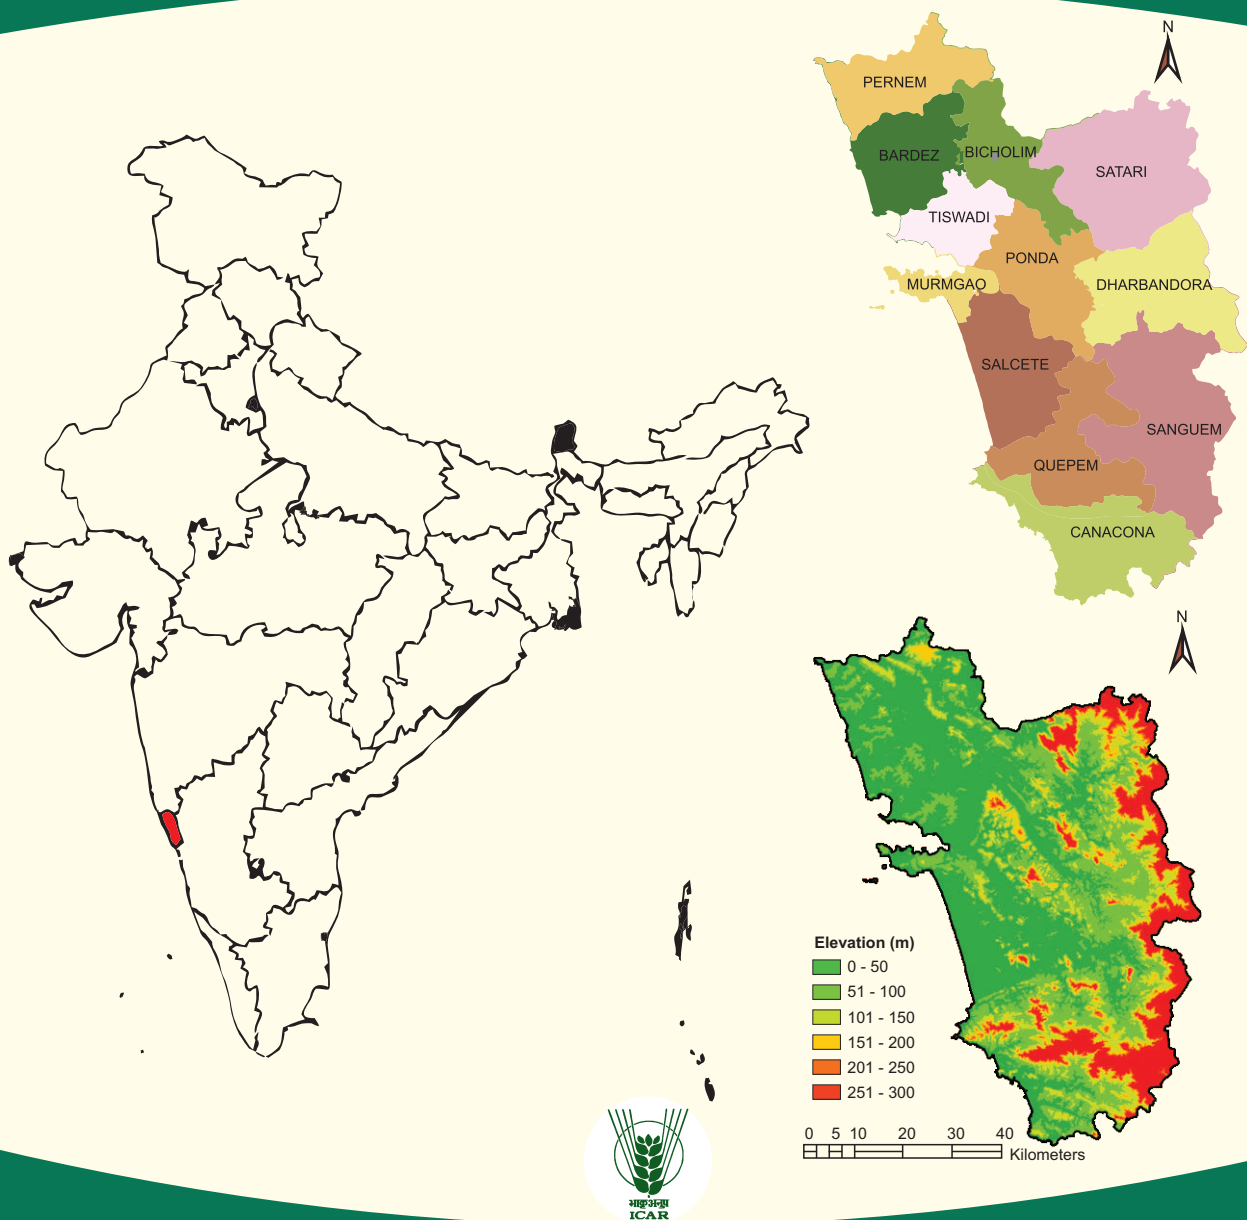 N
PERNEM
BARDEZ
BICHOLIM
SATARI
TISWADI
PONDA
MURMGAO
DHARBANDORA
SALCETE
SANGUEM
QUEPEM
CANACONA
N
Elevation (m)
0 - 50
51 - 100
101 - 150
151 - 200
201 - 250
251 - 300
0 5 10 20 30 40
Kilometers
भाकृअनुप
ICAR